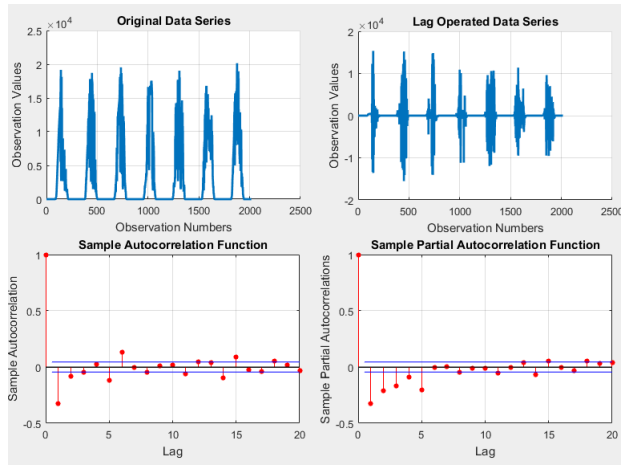 Original Data Series
×10⁴
2.5
2
1.5
1
0.5
0
0 500 1000 1500 2000 2500
Observation Values
Observation Numbers
Lag Operated Data Series
×10⁴
2
1
0
-1
-2
0 500 1000 1500 2000 2500
Observation Values
Observation Numbers
Sample Autocorrelation Function
1
0.5
0
-0.5
0 5 10 15 20
Sample Autocorrelation
Lag
Sample Partial Autocorrelation Function
1
0.5
0
-0.5
0 5 10 15 20
Sample Partial Autocorrelations
Lag